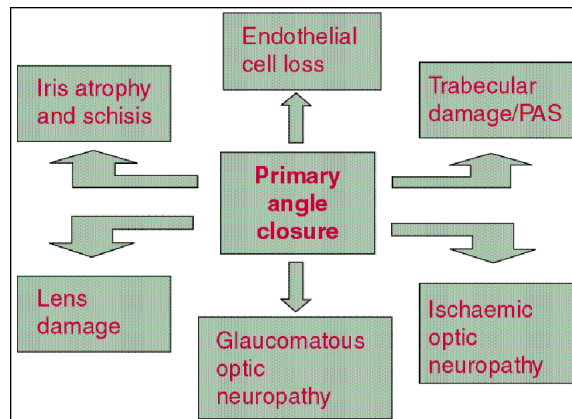 Endothelial
cell loss
Iris atrophy
and schisis
Trabecular
damage/PAS
Primary
angle
closure
Lens
damage
Glaucomatous
optic
neuropathy
Ischaemic
optic
neuropathy